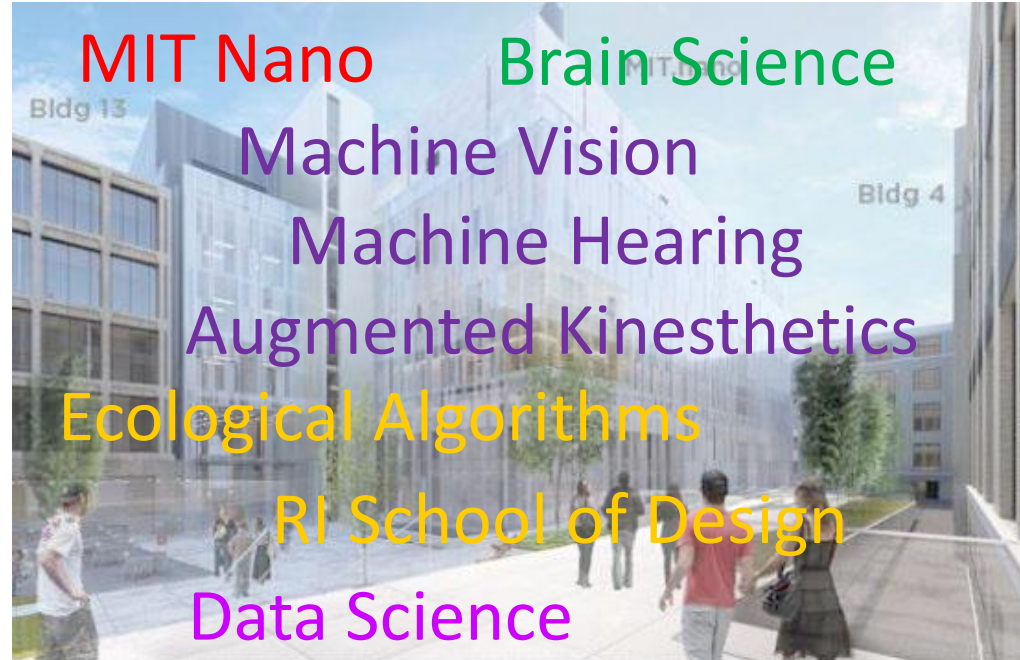 MIT Nano
Brain Science
MIT.nano
Bldg 13
Machine Vision
Bldg 4
Machine Hearing
Augmented Kinesthetics
Ecological Algorithms
RI School of Design
Data Science